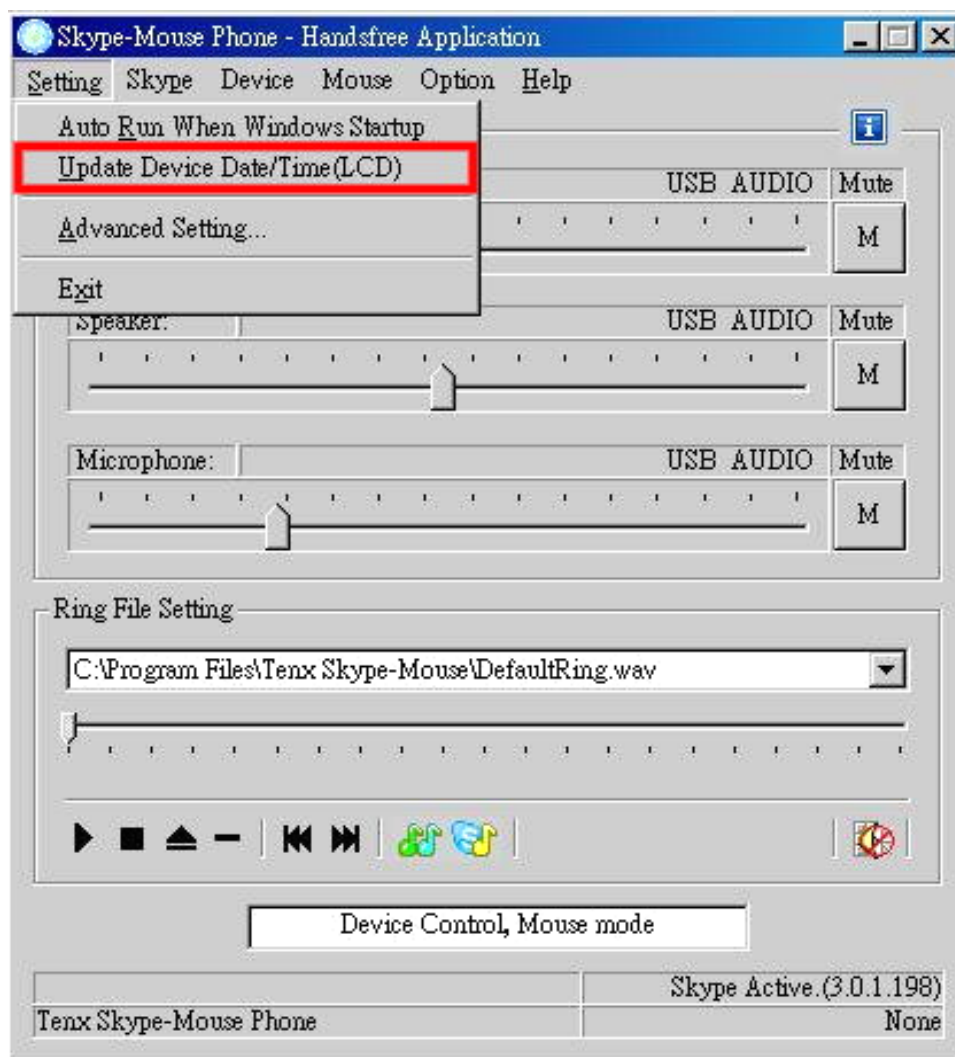 Skype-Mouse Phone - Handsfree Application
Setting Skype Device Mouse Option Help
Auto Run When Windows Startup
Update Device Date/Time(LCD)
Advanced Setting...
Exit
USB AUDIO Mute
M
Speaker: USB AUDIO Mute
M
Microphone: USB AUDIO Mute
M
Ring File Setting
C:\Program Files\Tenx Skype-Mouse\DefaultRing.wav
Device Control, Mouse mode
Skype Active.(3.0.1.198)
Tenx Skype-Mouse Phone None